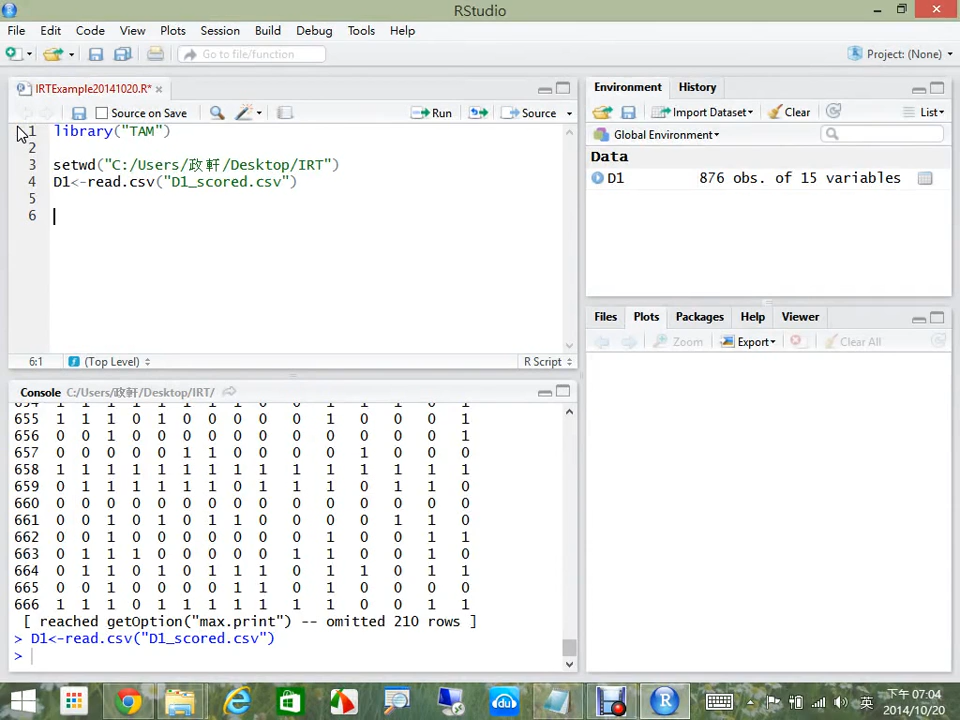 RStudio
File Edit Code View Plots Session Build Debug Tools Help
Go to file/function
Project: (None)
IRTExample20141020.R*
Source on Save
Run
Source
1 library("TAM")
2
3 setwd("C:/Users/政軒/Desktop/IRT")
4 D1<-read.csv("D1_scored.csv")
5
6
6:1 (Top Level) R Script
Console C:/Users/政軒/Desktop/IRT/
655 1 1 1 0 1 0 0 0 0 0 1 0 0 0 1
656 0 0 1 0 0 0 0 0 0 0 0 0 0 0 1
657 0 0 0 0 0 1 1 0 0 0 0 1 0 0 0
658 1 1 1 1 1 1 1 1 1 1 1 1 1 1 1
659 0 1 1 1 1 1 1 0 1 1 1 0 1 1 0
660 0 0 0 0 0 0 0 0 0 0 0 0 0 0 0
661 0 0 1 0 1 0 1 1 0 0 0 0 1 1 0
662 0 0 1 0 0 0 0 0 0 0 1 0 0 1 0
663 0 1 1 1 0 0 0 0 0 1 1 0 0 1 0
664 0 1 1 0 1 0 1 1 1 0 1 1 0 1 1
665 0 0 1 0 0 0 0 1 1 0 1 0 0 0 0
666 1 1 1 0 1 1 1 1 1 1 1 0 0 1 1
[ reached getOption("max.print") -- omitted 210 rows ]
> D1<-read.csv("D1_scored.csv")
>
Environment History
Import Dataset Clear List
Global Environment
Data
D1 876 obs. of 15 variables
Files Plots Packages Help Viewer
Zoom Export Clear All
du
英
下午 07:04
2014/10/20